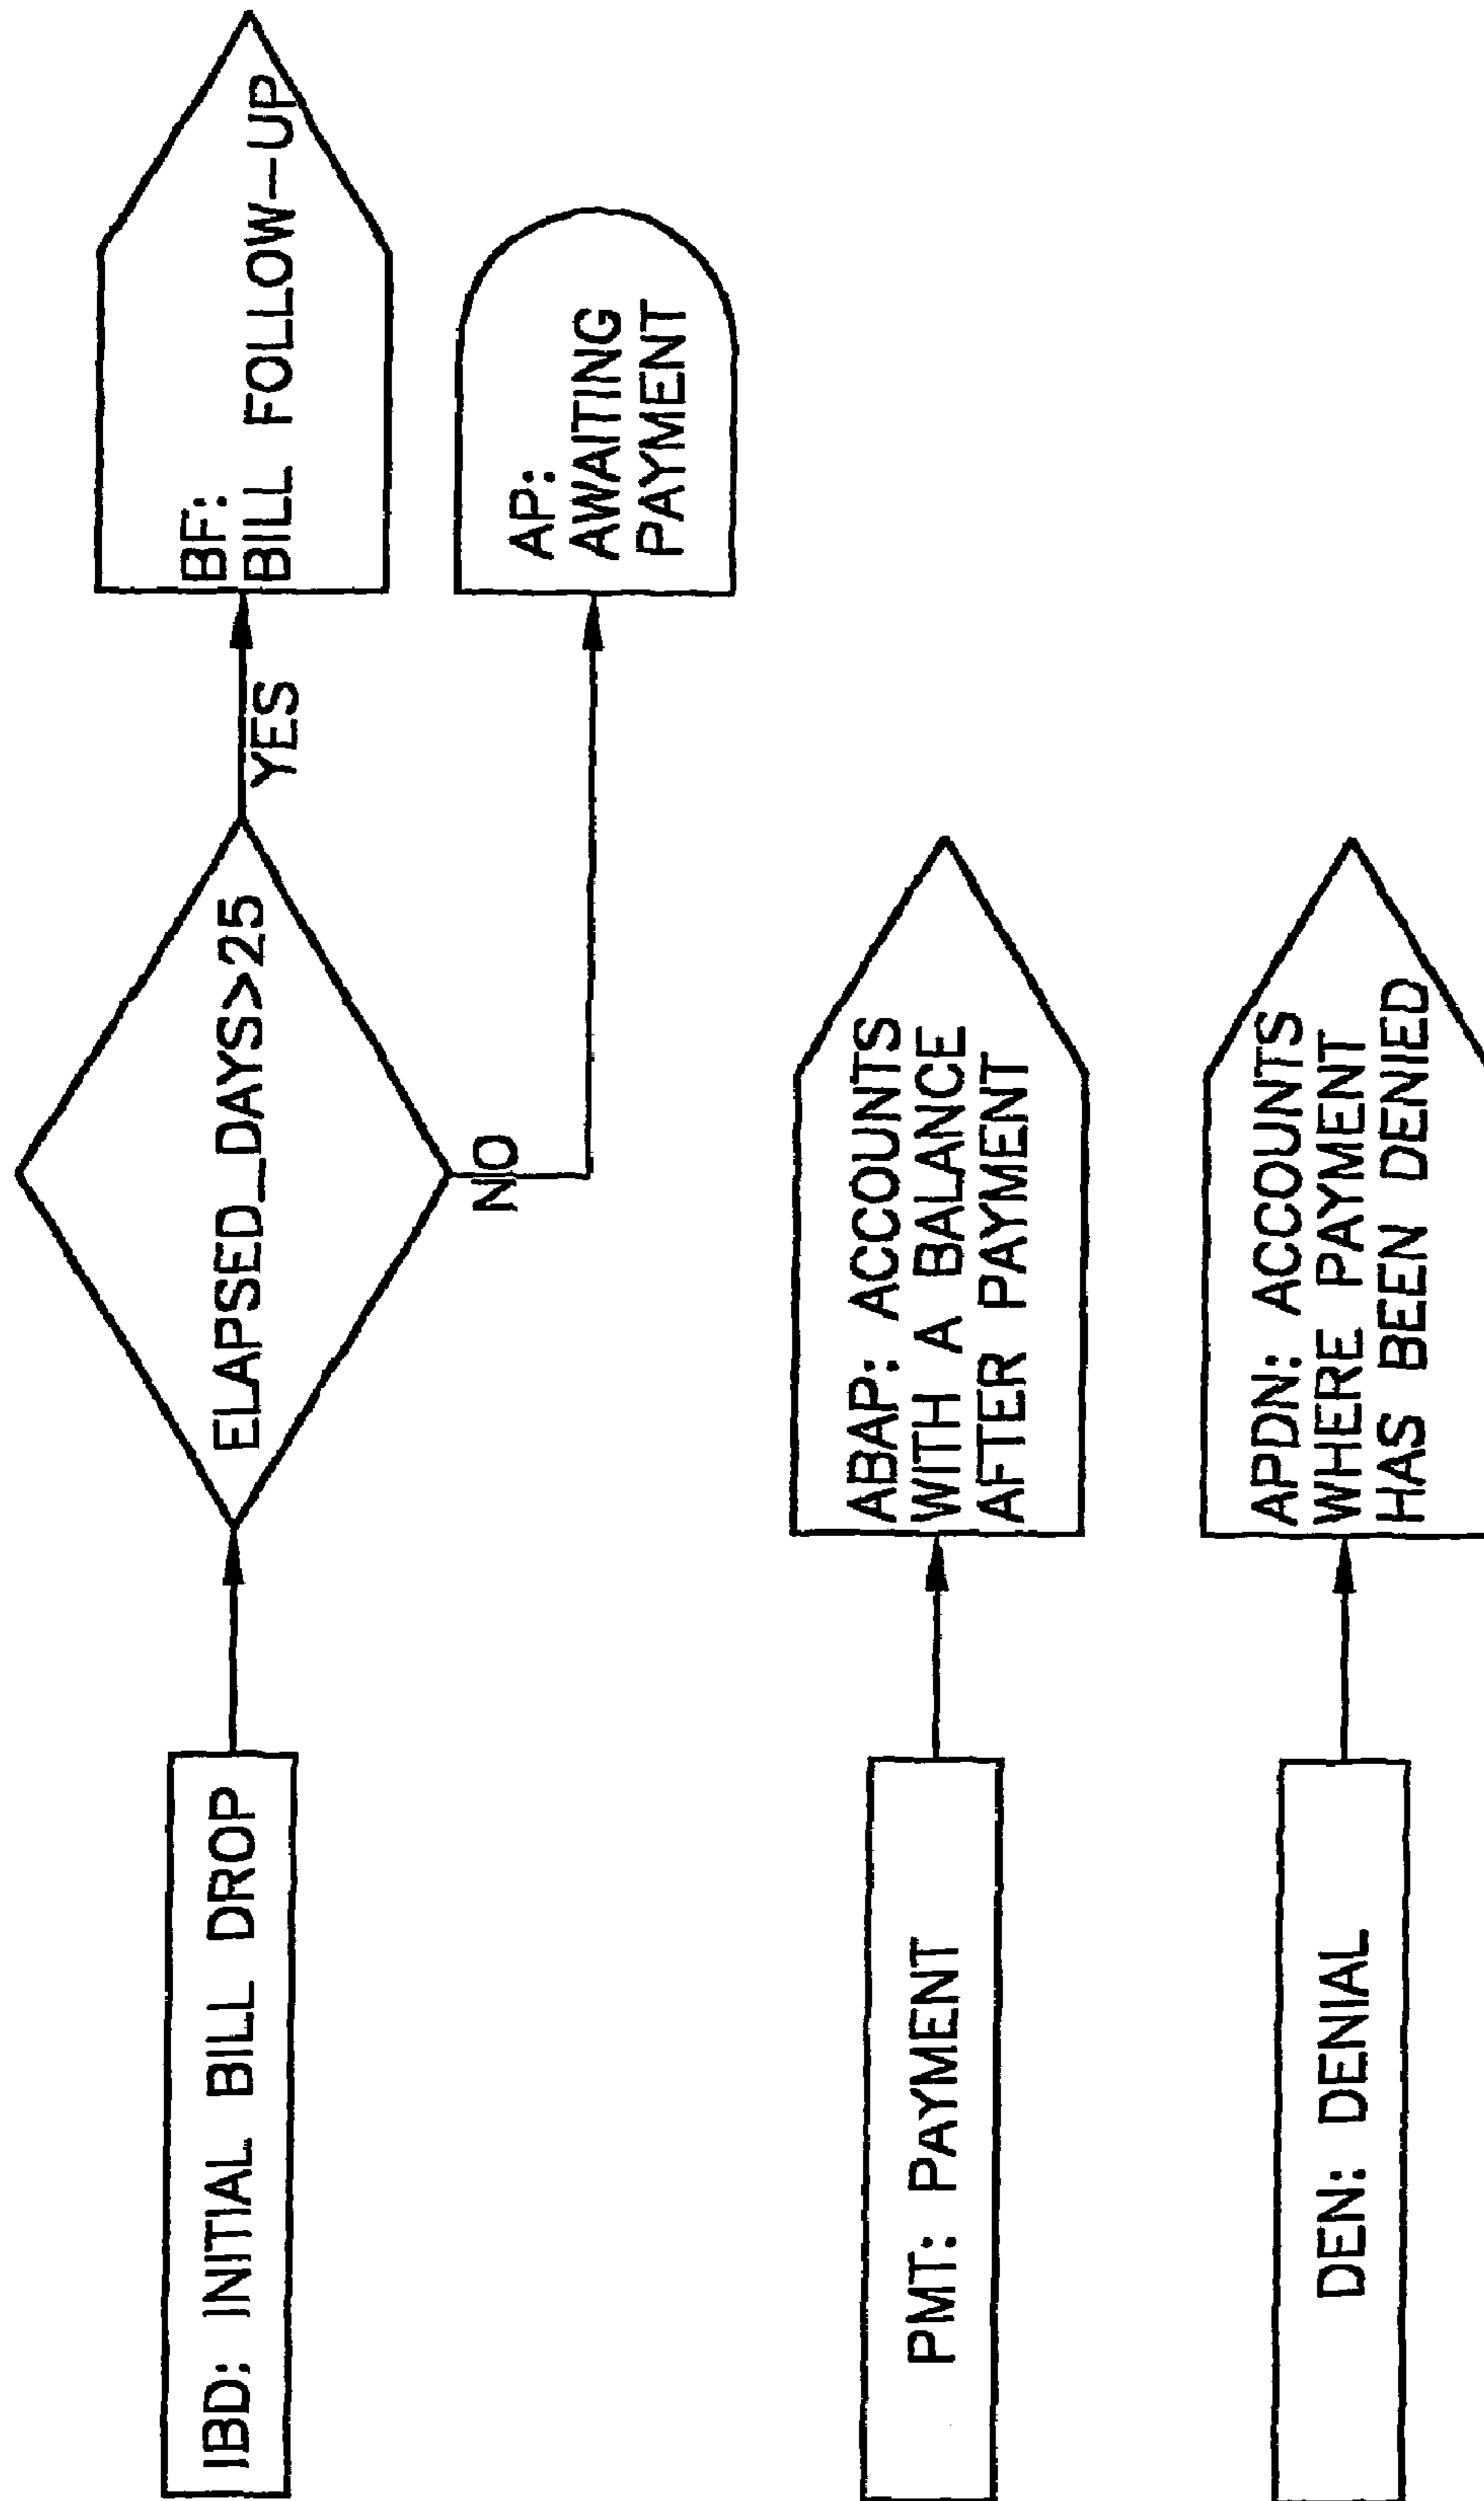 IBD: INITIAL BILL DROP
ELAPSED_DAYS>25
YES
BF:
BILL FOLLOW-UP
NO
AP:
AWAITING
PAYMENT
PMT: PAYMENT
ABAP: ACCOUNTS
WITH A BALANCE
AFTER PAYMENT
DEN: DENIAL
APDN: ACCOUNTS
WHERE PAYMENT
HAS BEEN DENIED